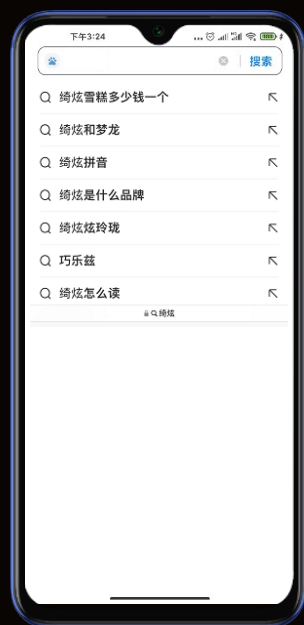 下午3:24
搜索
绮炫雪糕多少钱一个
绮炫和梦龙
绮炫拼音
绮炫是什么品牌
绮炫炫玲珑
巧乐兹
绮炫怎么读
绮炫